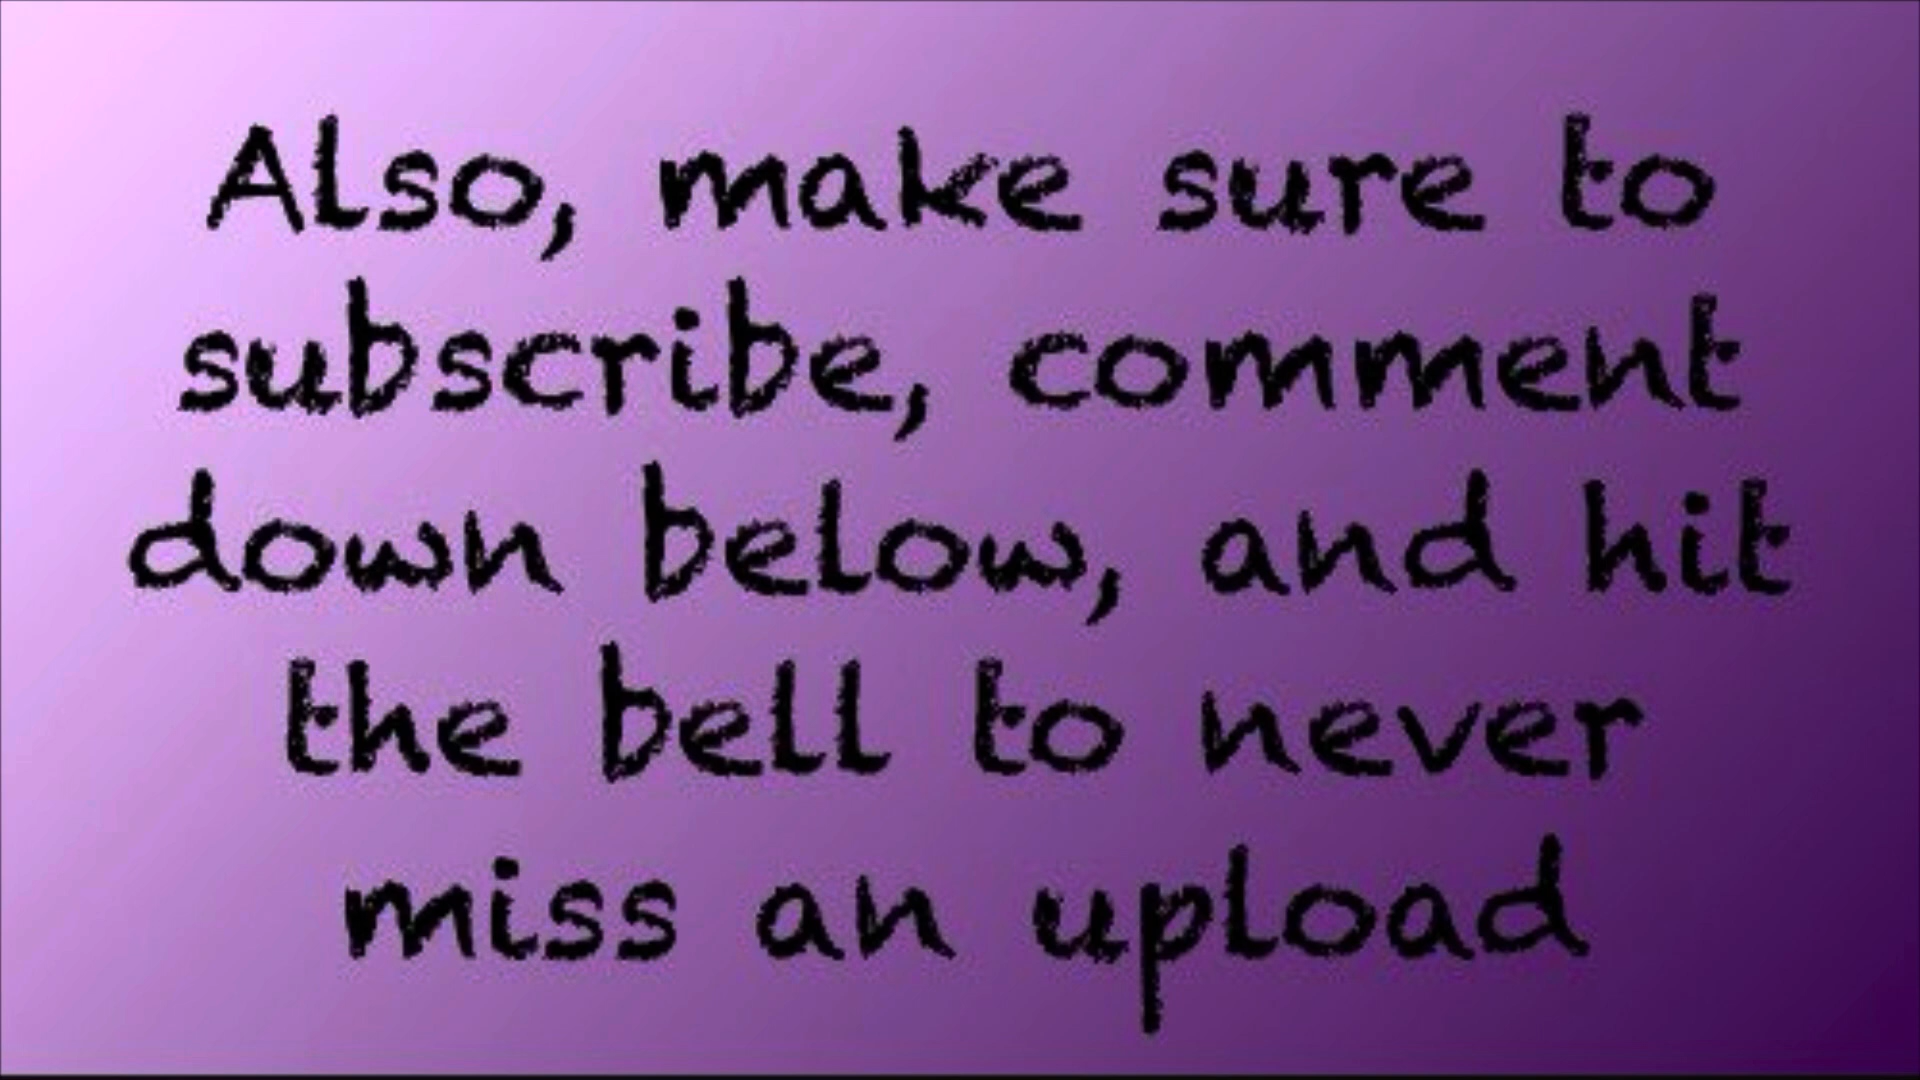 Also, make sure to
subscribe, comment
down below, and hit
the bell to never
miss an upload